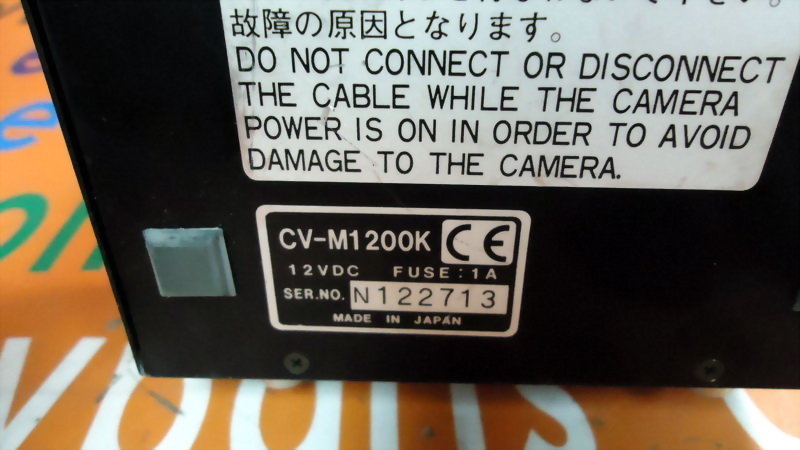 故障の原因となります。
DO NOT CONNECT OR DISCONNECT
THE CABLE WHILE THE CAMERA
POWER IS ON IN ORDER TO AVOID
DAMAGE TO THE CAMERA.
CV-M1200K CE
12VDC FUSE:1A
SER.NO. N122713
MADE IN JAPAN